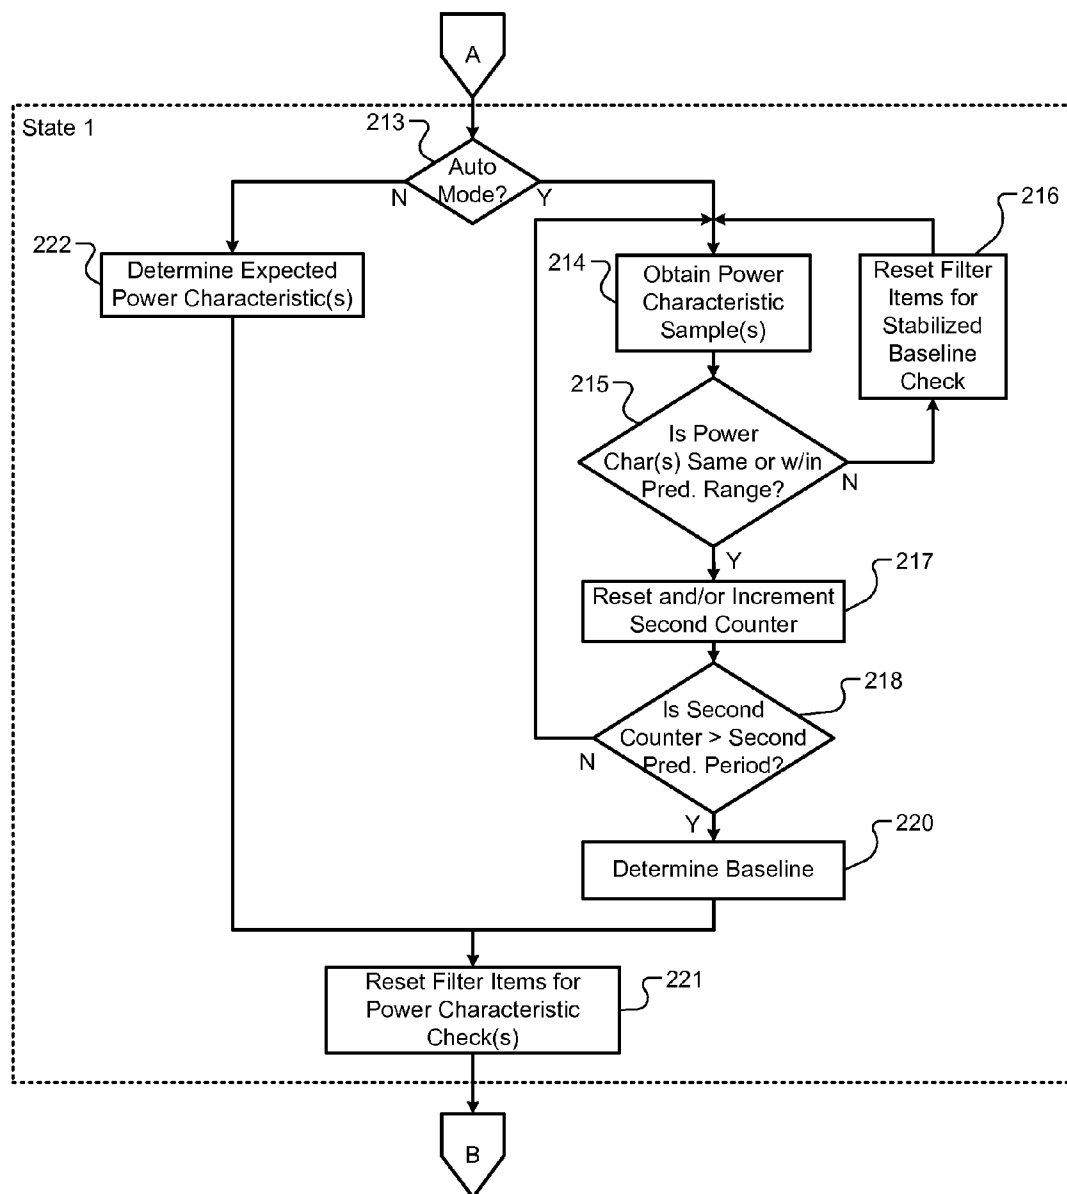 A
State 1
213
Auto
Mode?
N
Y
216
222
Determine Expected
Power Characteristic(s)
214
Obtain Power
Characteristic
Sample(s)
Reset Filter
Items for
Stabilized
Baseline
Check
215
Is Power
Char(s) Same or w/in
Pred. Range?
N
Y
217
Reset and/or Increment
Second Counter
218
Is Second
Counter > Second
Pred. Period?
N
Y
220
Determine Baseline
221
Reset Filter Items for
Power Characteristic
Check(s)
B